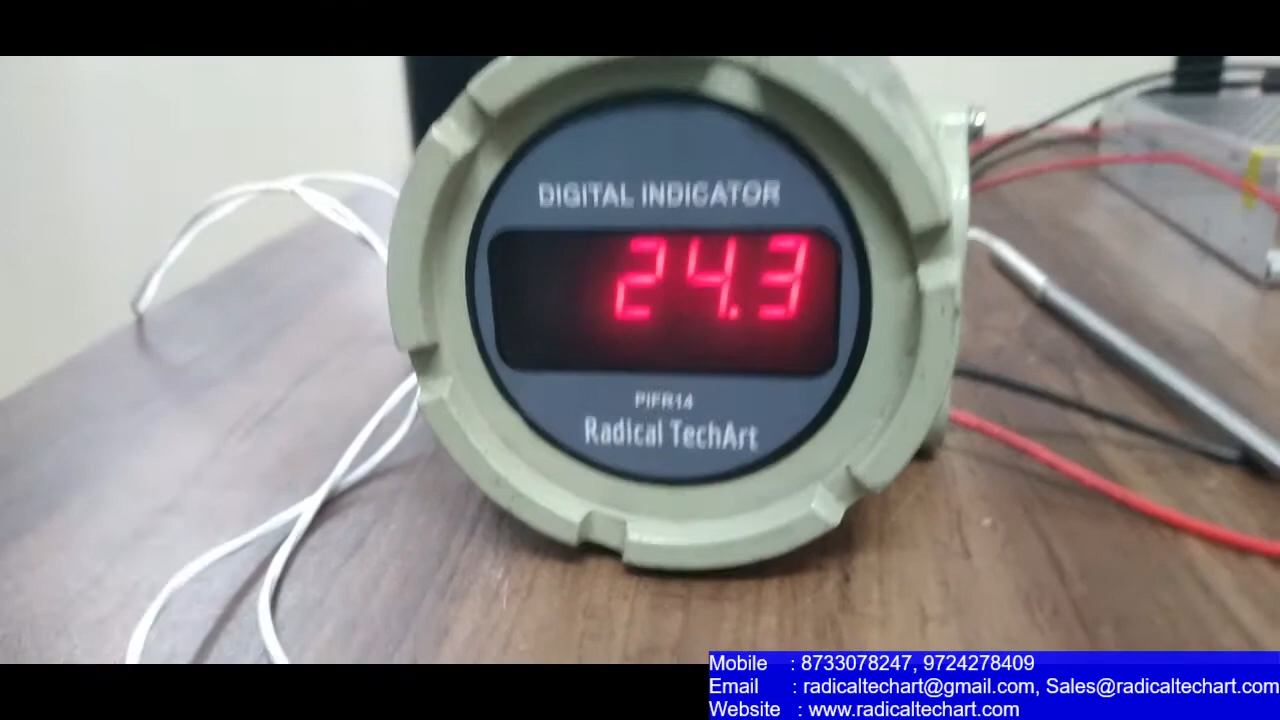 DIGITAL INDICATOR
24.3
PIFR14
Radical TechArt
Mobile : 8733078247, 9724278409
Email : radicaltechart@gmail.com, Sales@radicaltechart.com
Website : www.radicaltechart.com